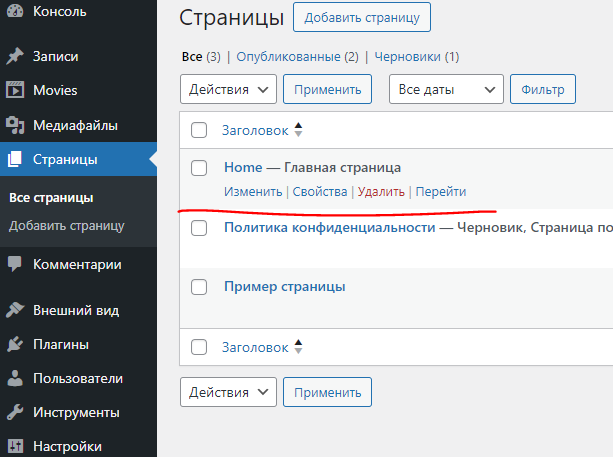 Консоль
Записи
Movies
Медиафайлы
Страницы
Все страницы
Добавить страницу
Комментарии
Внешний вид
Плагины
Пользователи
Инструменты
Настройки
Страницы Добавить страницу
Все (3) | Опубликованные (2) | Черновики (1)
Действия Применить Все даты Фильтр
Заголовок
Home — Главная страница
Изменить | Свойства | Удалить | Перейти
Политика конфиденциальности — Черновик, Страница по
Пример страницы
Заголовок
Действия Применить